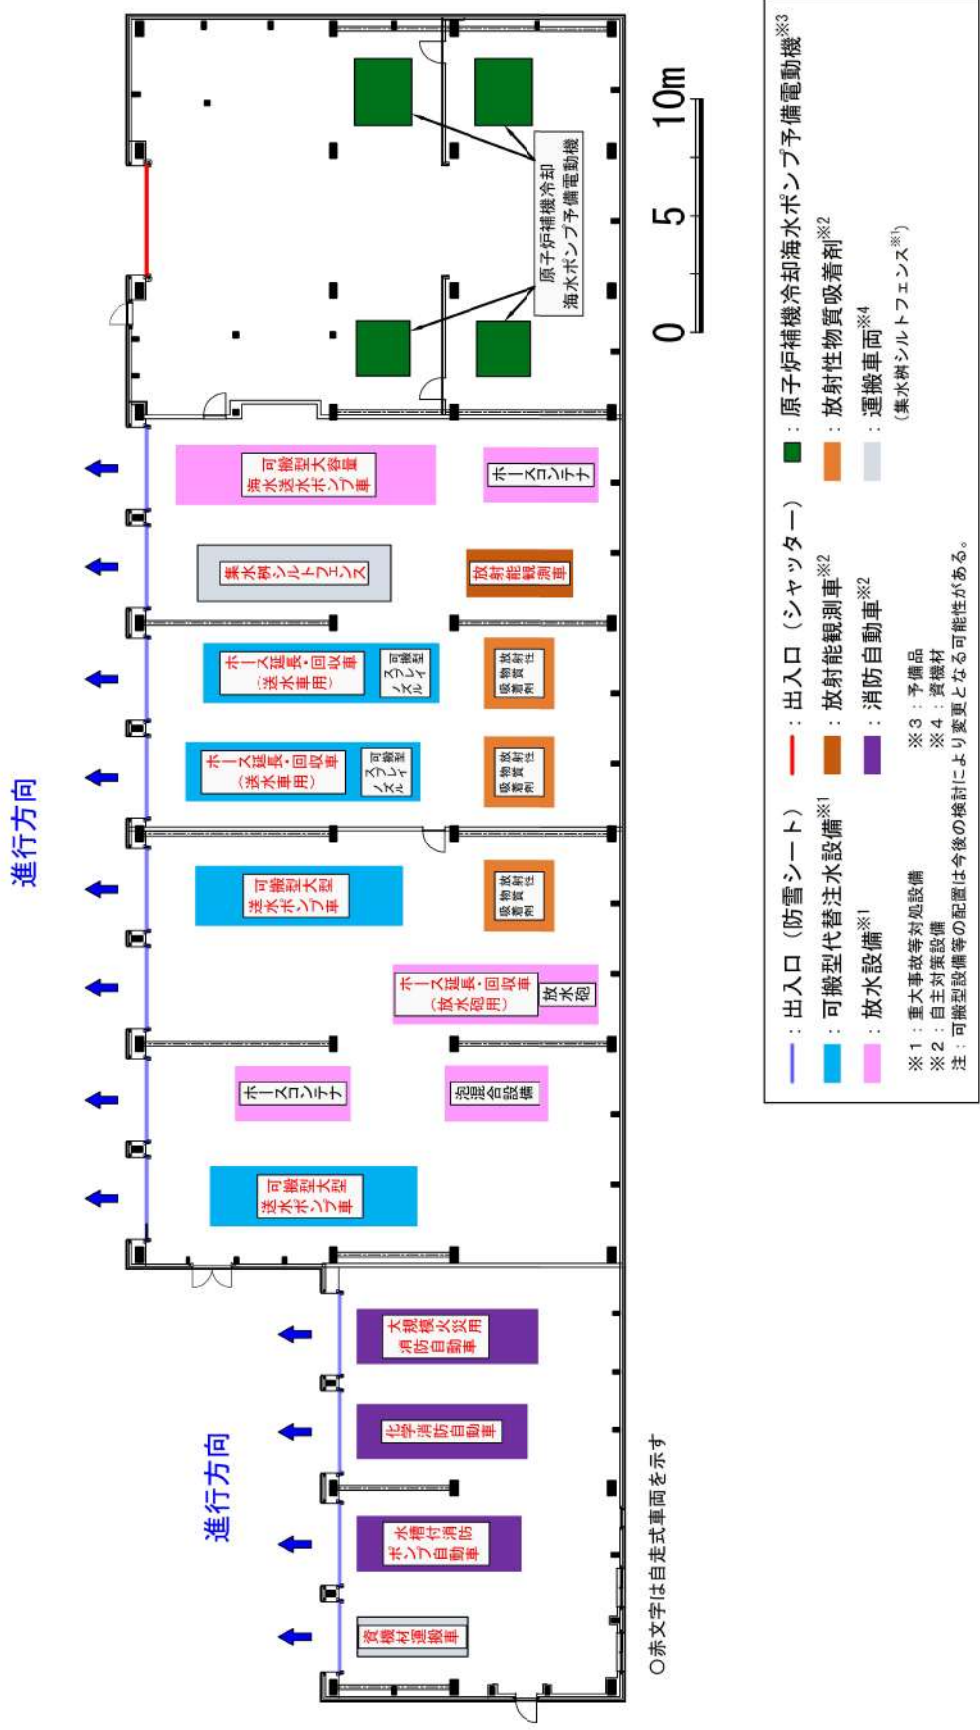 進行方向
進行方向
原子炉補機冷却
海水ポンプ予備電動機
可搬型大容量
海水送水ポンプ車
ホースコンテナ
集水桝シルトフェンス
放射能観測車
ホース延長・回収車
(送水車用)
可搬型
スプレイ
ノズル
放射性
物質
吸着剤
ホース延長・回収車
(送水車用)
可搬型
スプレイ
ノズル
放射性
物質
吸着剤
可搬型大型
送水ポンプ車
放射性
物質
吸着剤
ホース延長・回収車
(放水砲用)
放水砲
ホースコンテナ
泡混合設備
可搬型大型
送水ポンプ車
大規模火災用
消防自動車
化学消防自動車
水槽付消防
ポンプ自動車
資機材運搬車
○赤文字は自走式車両を示す
0 5 10m
:出入口(防雪シート)
:出入口(シャッター)
:原子炉補機冷却海水ポンプ予備電動機※3
:可搬型代替注水設備※1
:放射能観測車※2
:放射性物質吸着剤※2
:放水設備※1
:消防自動車※2
:運搬車両※4
(集水桝シルトフェンス※1)
※1:重大事故等対処設備
※3:予備品
※2:自主対策設備
※4:資機材
注:可搬型設備等の配置は今後の検討により変更となる可能性がある。